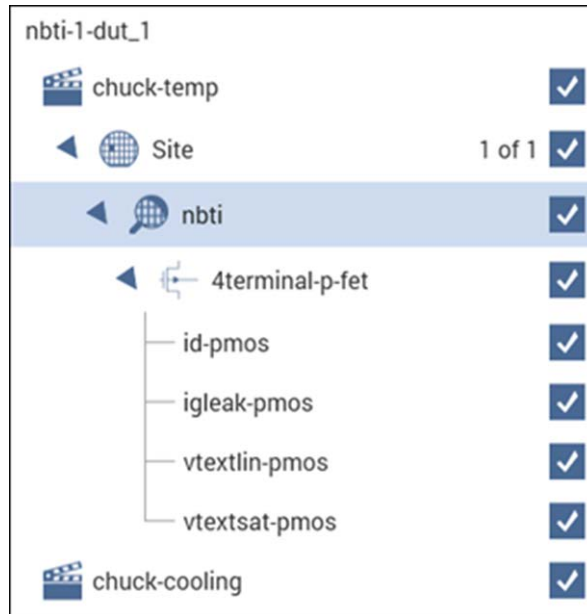 nbti-1-dut_1
chuck-temp
Site 1 of 1
nbti
4terminal-p-fet
id-pmos
igleak-pmos
vtextlin-pmos
vtextsat-pmos
chuck-cooling